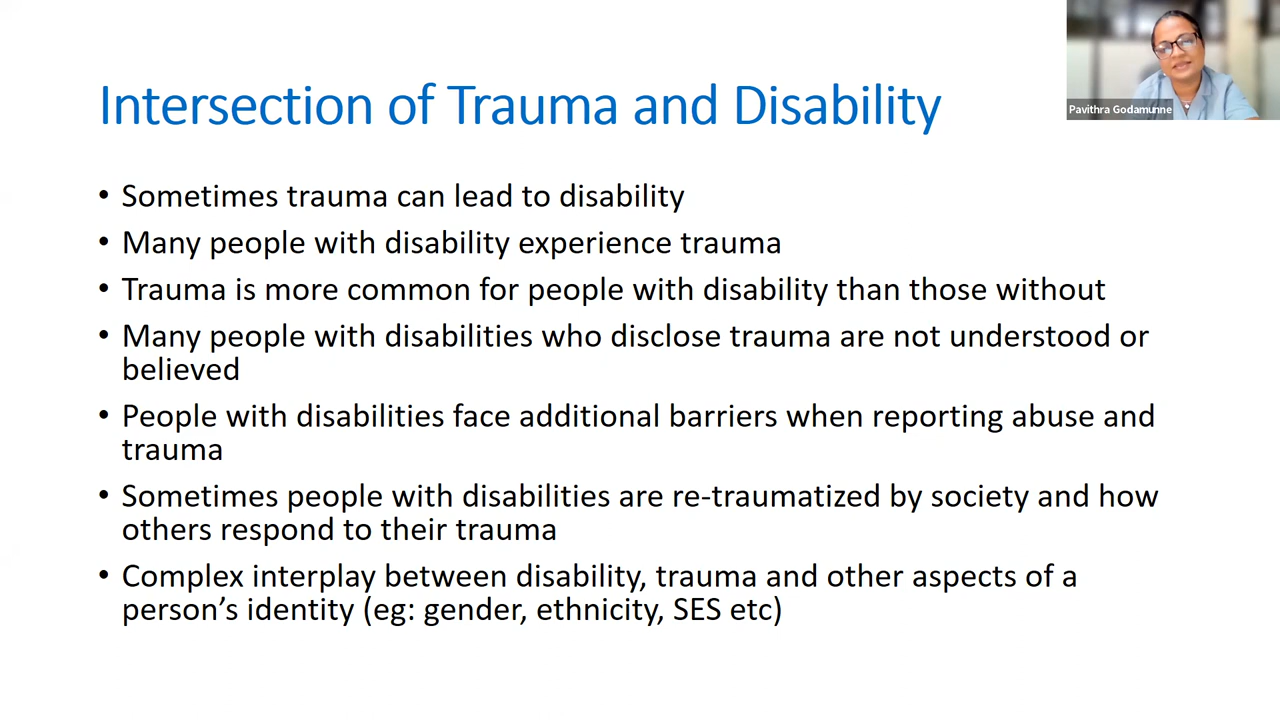 Intersection of Trauma and Disability
Pavithra Godamunne
• Sometimes trauma can lead to disability
• Many people with disability experience trauma
• Trauma is more common for people with disability than those without
• Many people with disabilities who disclose trauma are not understood or
believed
• People with disabilities face additional barriers when reporting abuse and
trauma
• Sometimes people with disabilities are re-traumatized by society and how
others respond to their trauma
• Complex interplay between disability, trauma and other aspects of a
person’s identity (eg: gender, ethnicity, SES etc)